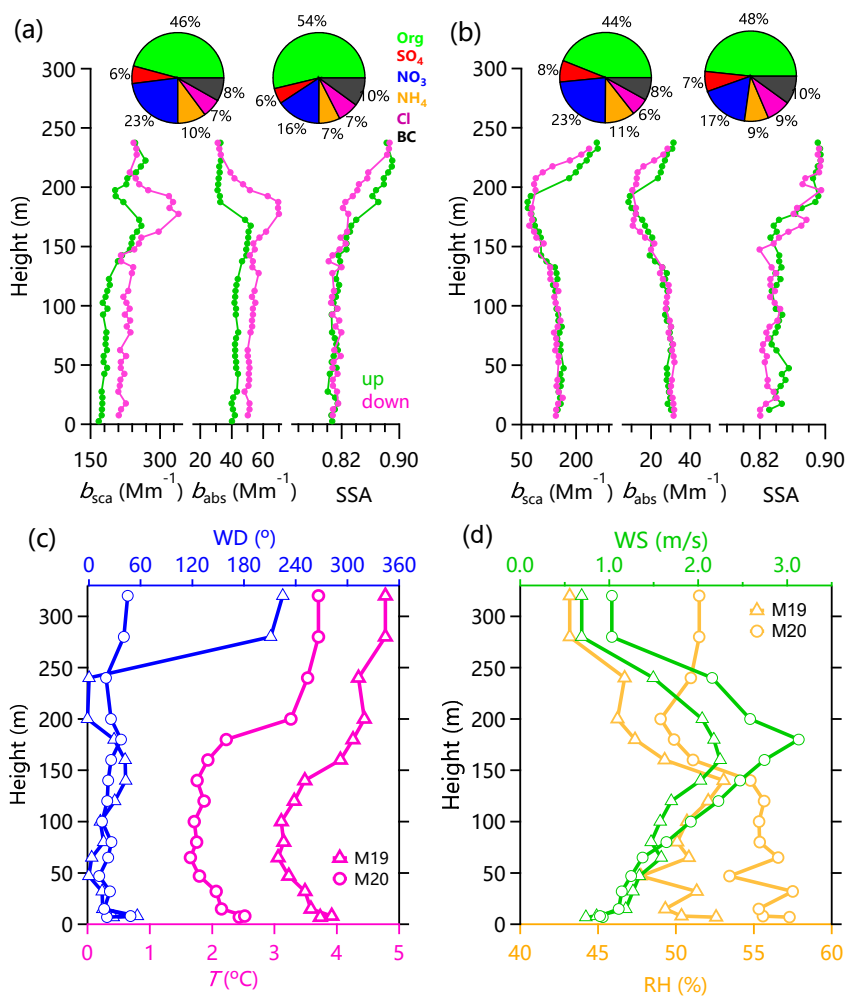 (a)
46%
6%
23%
10%
7%
8%
54%
6%
16%
7%
7%
10%
Org
SO4
NO3
NH4
Cl
BC
300
250
200
150
100
50
0
Height (m)
up
down
150 300
20 40 60
0.82 0.90
bsca (Mm-1)
babs (Mm-1)
SSA
(b)
44%
8%
23%
11%
6%
8%
48%
7%
17%
9%
9%
10%
300
250
200
150
100
50
0
Height (m)
50 200
20 40
0.82 0.90
bsca (Mm-1)
babs (Mm-1)
SSA
(c)
WD (º)
0 60 120 180 240 300 360
300
250
200
150
100
50
0
Height (m)
M19
M20
0 1 2 3 4 5
T (ºC)
(d)
WS (m/s)
0.0 1.0 2.0 3.0
300
250
200
150
100
50
0
Height (m)
M19
M20
40 45 50 55 60
RH (%)